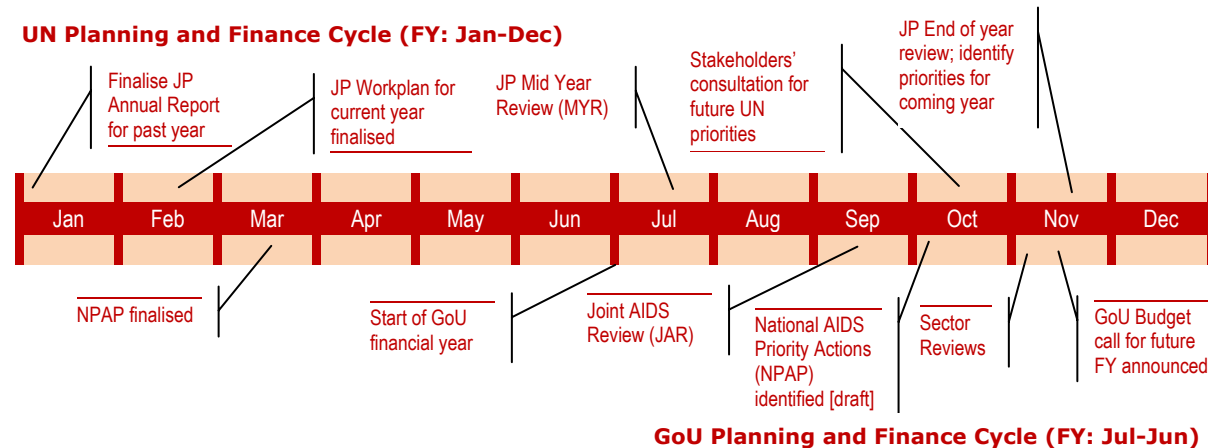 UN Planning and Finance Cycle (FY: Jan-Dec)
Finalise JP
Annual Report
for past year
JP Workplan for
current year
finalised
JP Mid Year
Review (MYR)
Stakeholders’
consultation for
future UN
priorities
JP End of year
review; identify
priorities for
coming year
Jan
Feb
Mar
Apr
May
Jun
Jul
Aug
Sep
Oct
Nov
Dec
NPAP finalised
Start of GoU
financial year
Joint AIDS
Review (JAR)
National AIDS
Priority Actions
(NPAP)
identified [draft]
Sector
Reviews
GoU Budget
call for future
FY announced
GoU Planning and Finance Cycle (FY: Jul-Jun)